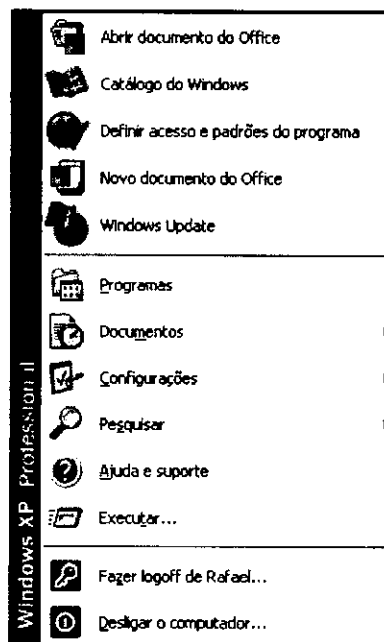 Abrir documento do Office
Catálogo do Windows
Definir acesso e padrões do programa
Novo documento do Office
Windows Update
Programas
Documentos
Configurações
Pesquisar
Ajuda e suporte
Executar...
Fazer logoff de Rafael...
Desligar o computador...
Windows XP Professional